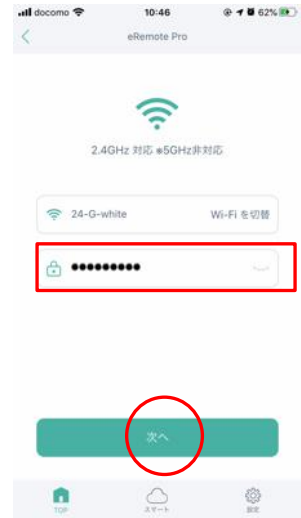 docomo 10:46 62%
eRemote Pro
2.4GHz 対応 ※5GHz非対応
24-G-white Wi-Fi を切替
●●●●●●●●●
次へ
TOP スマート 設定